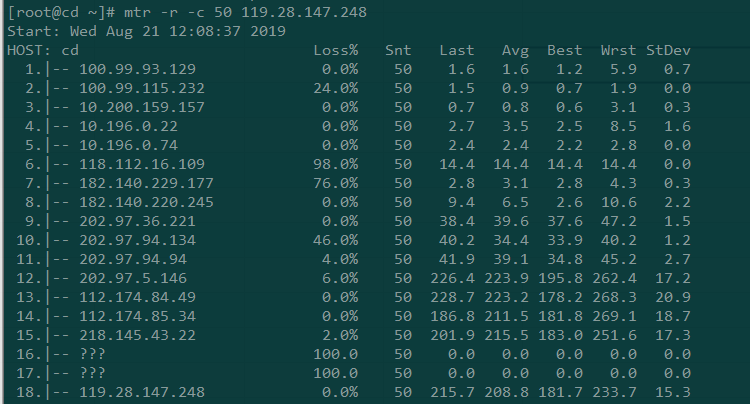 [root@cd ~]# mtr -r -c 50 119.28.147.248
Start: Wed Aug 21 12:08:37 2019
HOST: cd                          Loss%   Snt   Last   Avg  Best  Wrst StDev
  1.|-- 100.99.93.129              0.0%    50    1.6   1.6   1.2   5.9   0.7
  2.|-- 100.99.115.232            24.0%    50    1.5   0.9   0.7   1.9   0.0
  3.|-- 10.200.159.157             0.0%    50    0.7   0.8   0.6   3.1   0.3
  4.|-- 10.196.0.22                0.0%    50    2.7   3.5   2.5   8.5   1.6
  5.|-- 10.196.0.74                0.0%    50    2.4   2.4   2.2   2.8   0.0
  6.|-- 118.112.16.109            98.0%    50   14.4  14.4  14.4  14.4   0.0
  7.|-- 182.140.229.177           76.0%    50    2.8   3.1   2.8   4.3   0.3
  8.|-- 182.140.220.245            0.0%    50    9.4   6.5   2.6  10.6   2.2
  9.|-- 202.97.36.221              0.0%    50   38.4  39.6  37.6  47.2   1.5
 10.|-- 202.97.94.134             46.0%    50   40.2  34.4  33.9  40.2   1.2
 11.|-- 202.97.94.94               4.0%    50   41.9  39.1  34.8  45.2   2.7
 12.|-- 202.97.5.146               6.0%    50  226.4 223.9 195.8 262.4  17.2
 13.|-- 112.174.84.49              0.0%    50  228.7 223.2 178.2 268.3  20.9
 14.|-- 112.174.85.34              0.0%    50  186.8 211.5 181.8 269.1  18.7
 15.|-- 218.145.43.22              2.0%    50  201.9 215.5 183.0 251.6  17.3
 16.|-- ???                       100.0    50    0.0   0.0   0.0   0.0   0.0
 17.|-- ???                       100.0    50    0.0   0.0   0.0   0.0   0.0
 18.|-- 119.28.147.248             0.0%    50  215.7 208.8 181.7 233.7  15.3